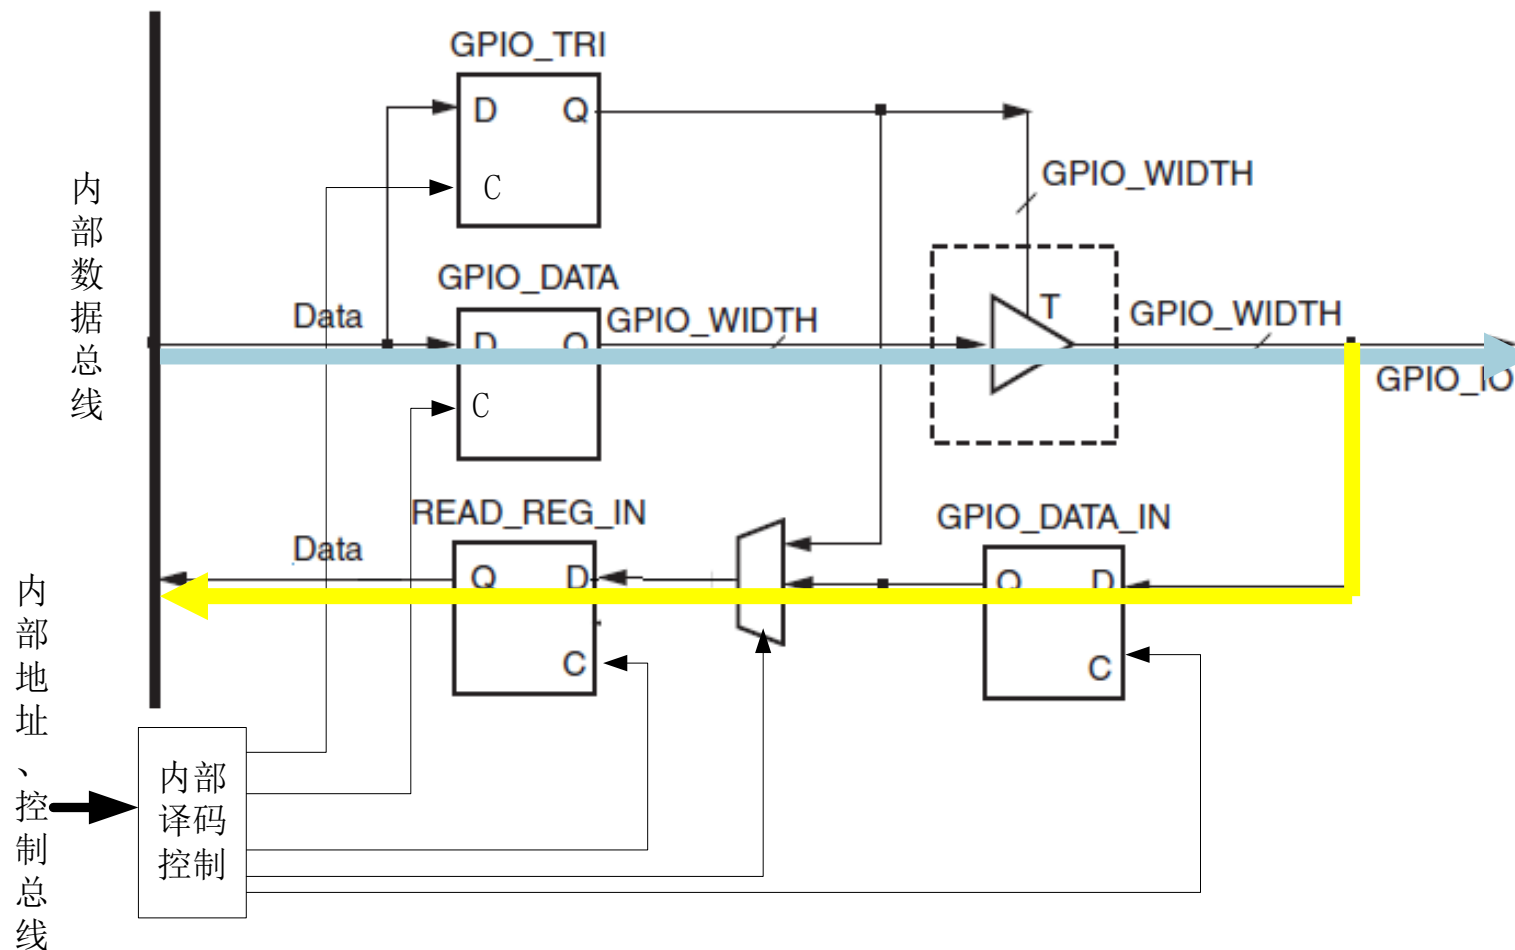 GPIO_TRI
D
Q
C
GPIO_WIDTH
内部数据总线
GPIO_DATA
Data
GPIO_WIDTH
T
GPIO_WIDTH
D
Q
GPIO_IO
C
READ_REG_IN
GPIO_DATA_IN
Data
Q
D
Q
D
C
C
内部地址、控制总线
内部
译码
控制